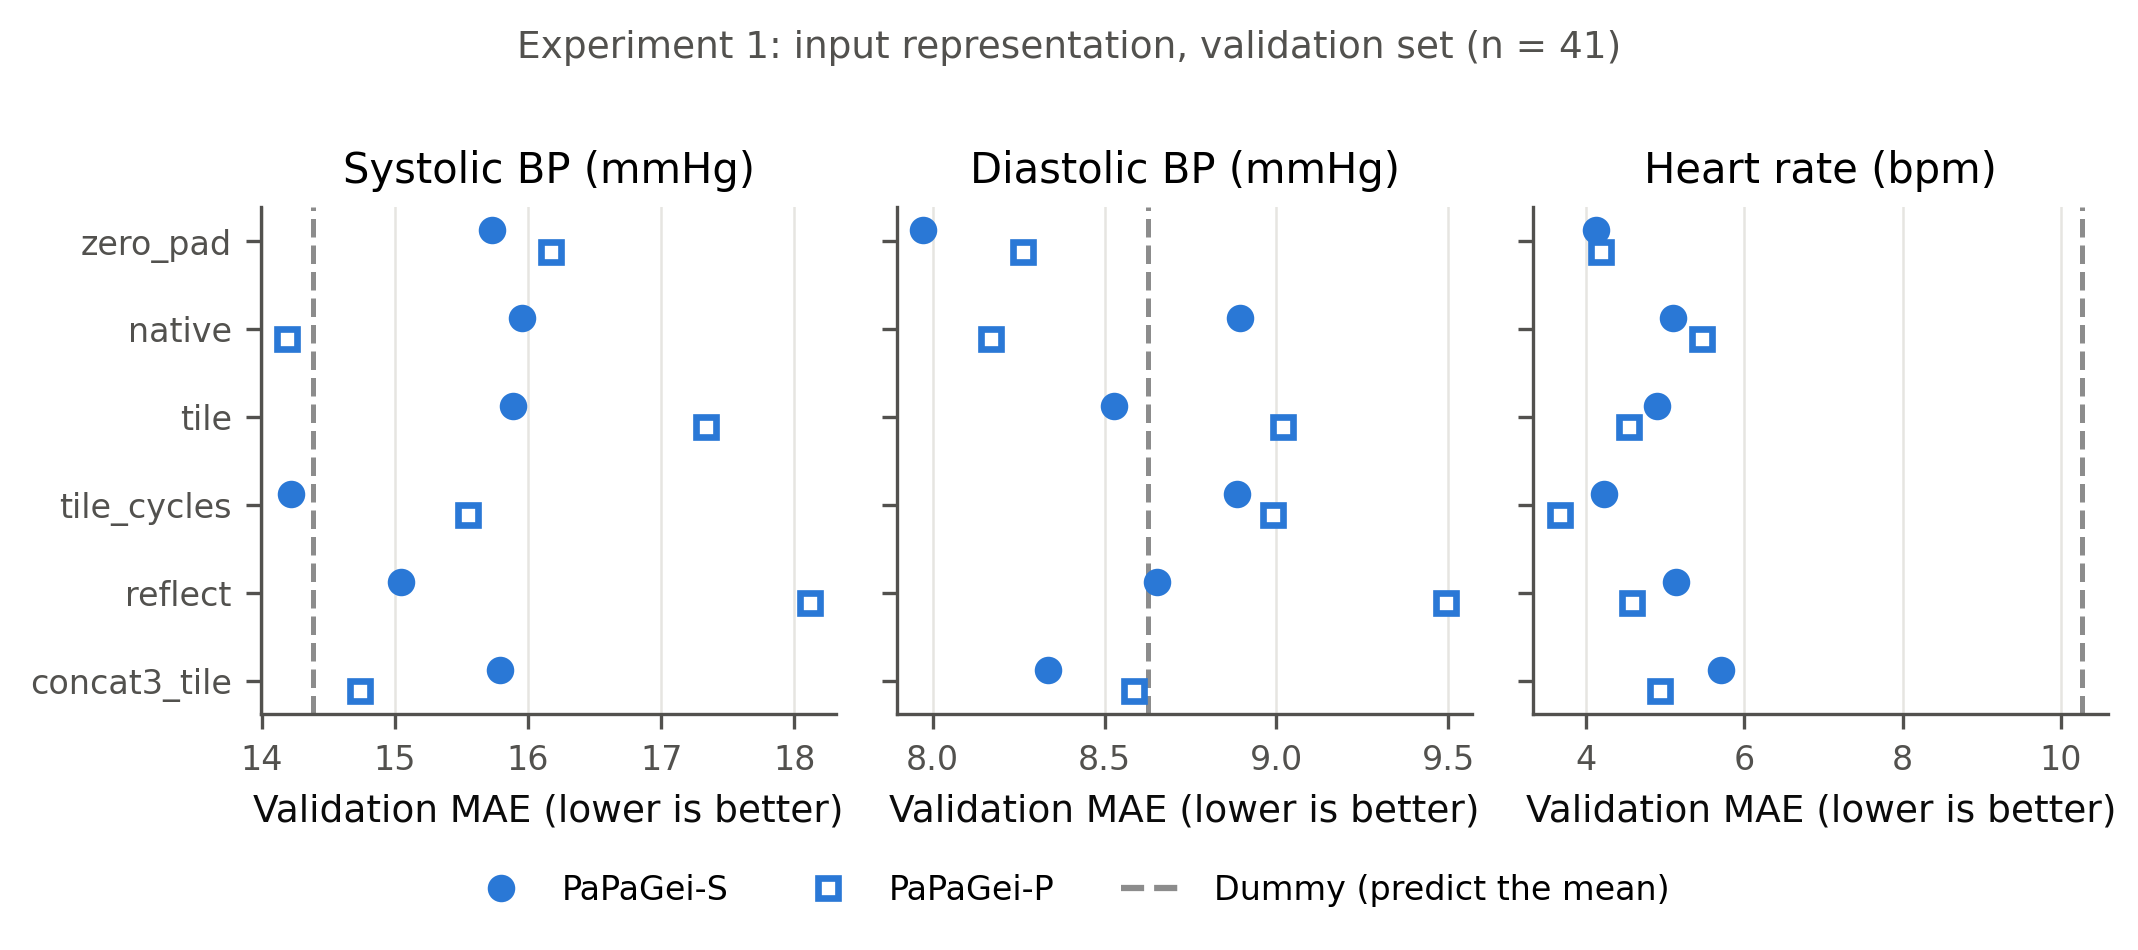 Experiment 1: input representation, validation set (n = 41)
Systolic BP (mmHg)
Diastolic BP (mmHg)
Heart rate (bpm)
zero_pad
native
tile
tile_cycles
reflect
concat3_tile
14 15 16 17 18
8.0 8.5 9.0 9.5
4 6 8 10
Validation MAE (lower is better)
Validation MAE (lower is better)
Validation MAE (lower is better)
PaPaGei-S
PaPaGei-P
Dummy (predict the mean)